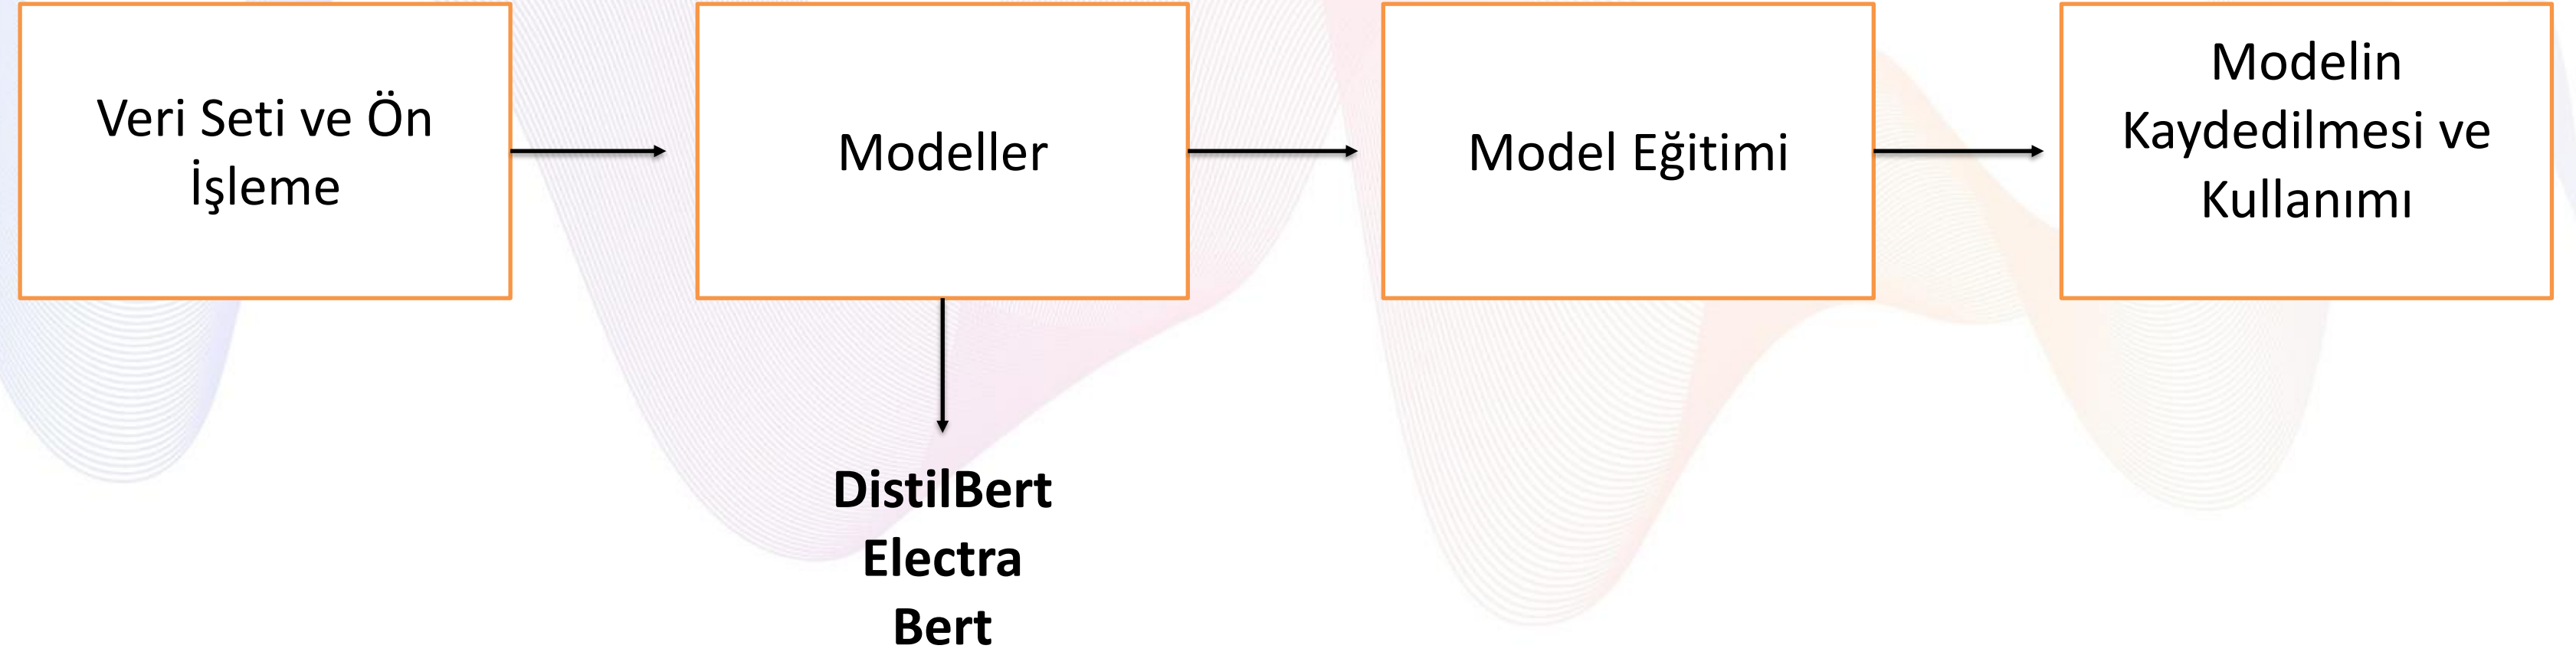 Veri Seti ve Ön
İşleme
Modeller
Model Eğitimi
Modelin
Kaydedilmesi ve
Kullanımı
DistilBert
Electra
Bert